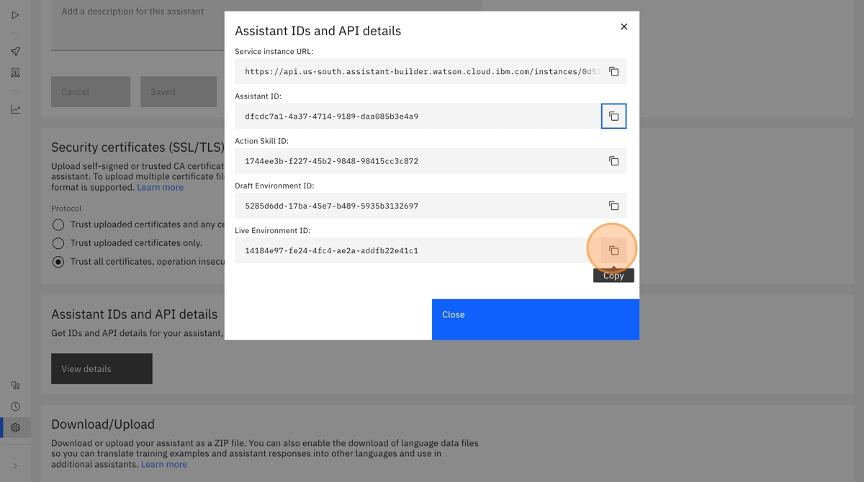 Add a description for this assistant
Cancel
Saved
Assistant IDs and API details
Service instance URL:
https://api.us-south.assistant-builder.watson.cloud.ibm.com/instances/0d5
Assistant ID:
dfcdc7a1-4a37-4714-9189-daa085b3e4a9
Action Skill ID:
1744ee3b-f227-45b2-9848-98415cc3c872
Draft Environment ID:
5285d6dd-17ba-45e7-b489-5935b3132697
Live Environment ID:
14184e97-fe24-4fc4-ae2a-addfb22e41c1
Copy
Close
Security certificates (SSL/TLS)
Upload self-signed or trusted CA certificat
assistant. To upload multiple certificate fil
format is supported. Learn more
Protocol
Trust uploaded certificates and any ce
Trust uploaded certificates only.
Trust all certificates, operation insecu
Assistant IDs and API details
Get IDs and API details for your assistant,
View details
Download/Upload
Download or upload your assistant as a ZIP file. You can also enable the download of language data files
so you can translate training examples and assistant responses into other languages and use in
additional assistants. Learn more